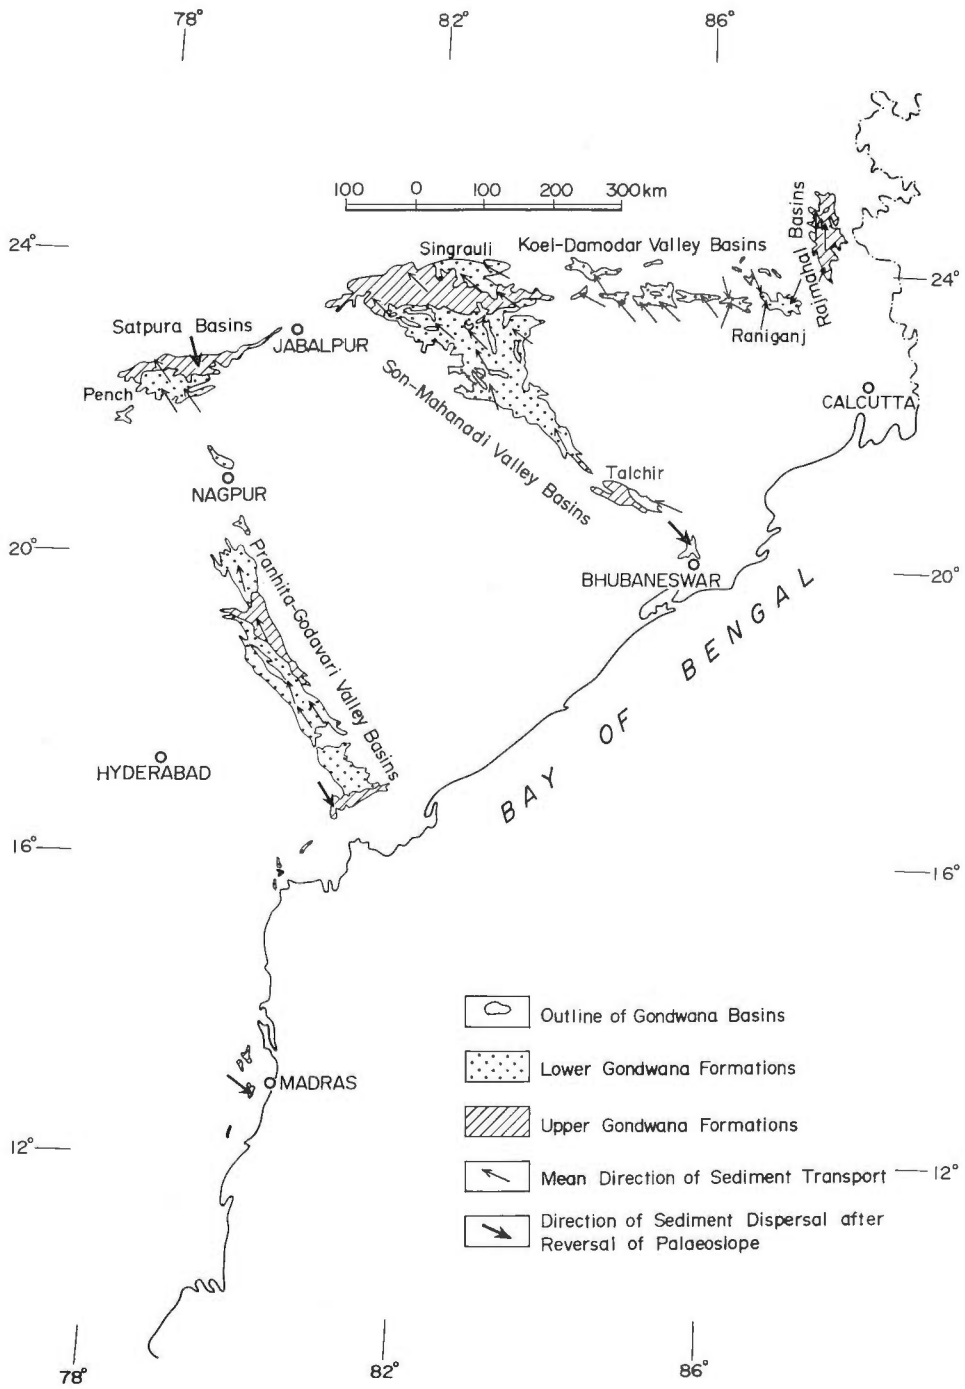 78° 82° 86°
100 0 100 200 300km
24°
Singrauli
Koel-Damodar Valley Basins
Rajmahal Basins
24°
Satpura Basins
JABALPUR
Raniganj
Pench
Son-Mahanadi Valley Basins
CALCUTTA
NAGPUR
Talchir
20°
Pranhita-Godavari Valley Basins
BHUBANESWAR
20°
BAY OF BENGAL
HYDERABAD
16°
16°
Outline of Gondwana Basins
Lower Gondwana Formations
MADRAS
Upper Gondwana Formations
12°
Mean Direction of Sediment Transport
12°
Direction of Sediment Dispersal after
Reversal of Palaeoslope
78° 82° 86°